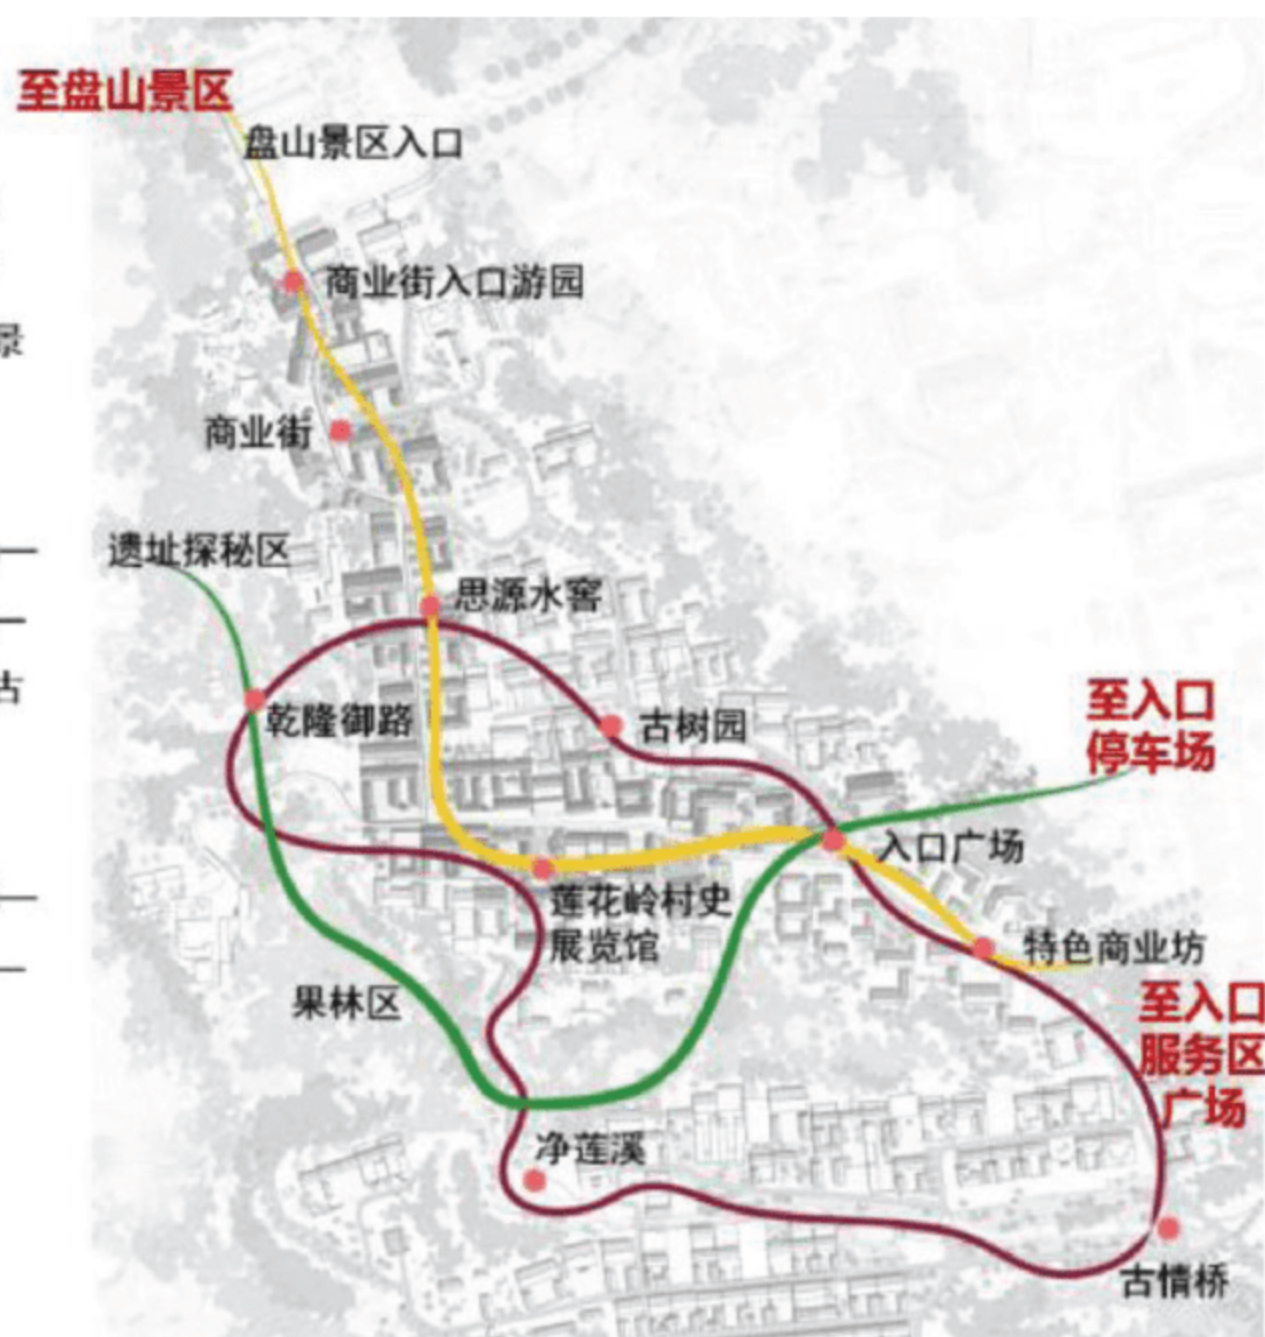 至盘山景区
盘山景区入口
商业街入口游园
景
商业街
遗址探秘区
思源水窖
古
乾隆御路
古树园
至入口
停车场
入口广场
莲花岭村史
展览馆
特色商业坊
果林区
至入口
服务区
广场
净莲溪
古情桥